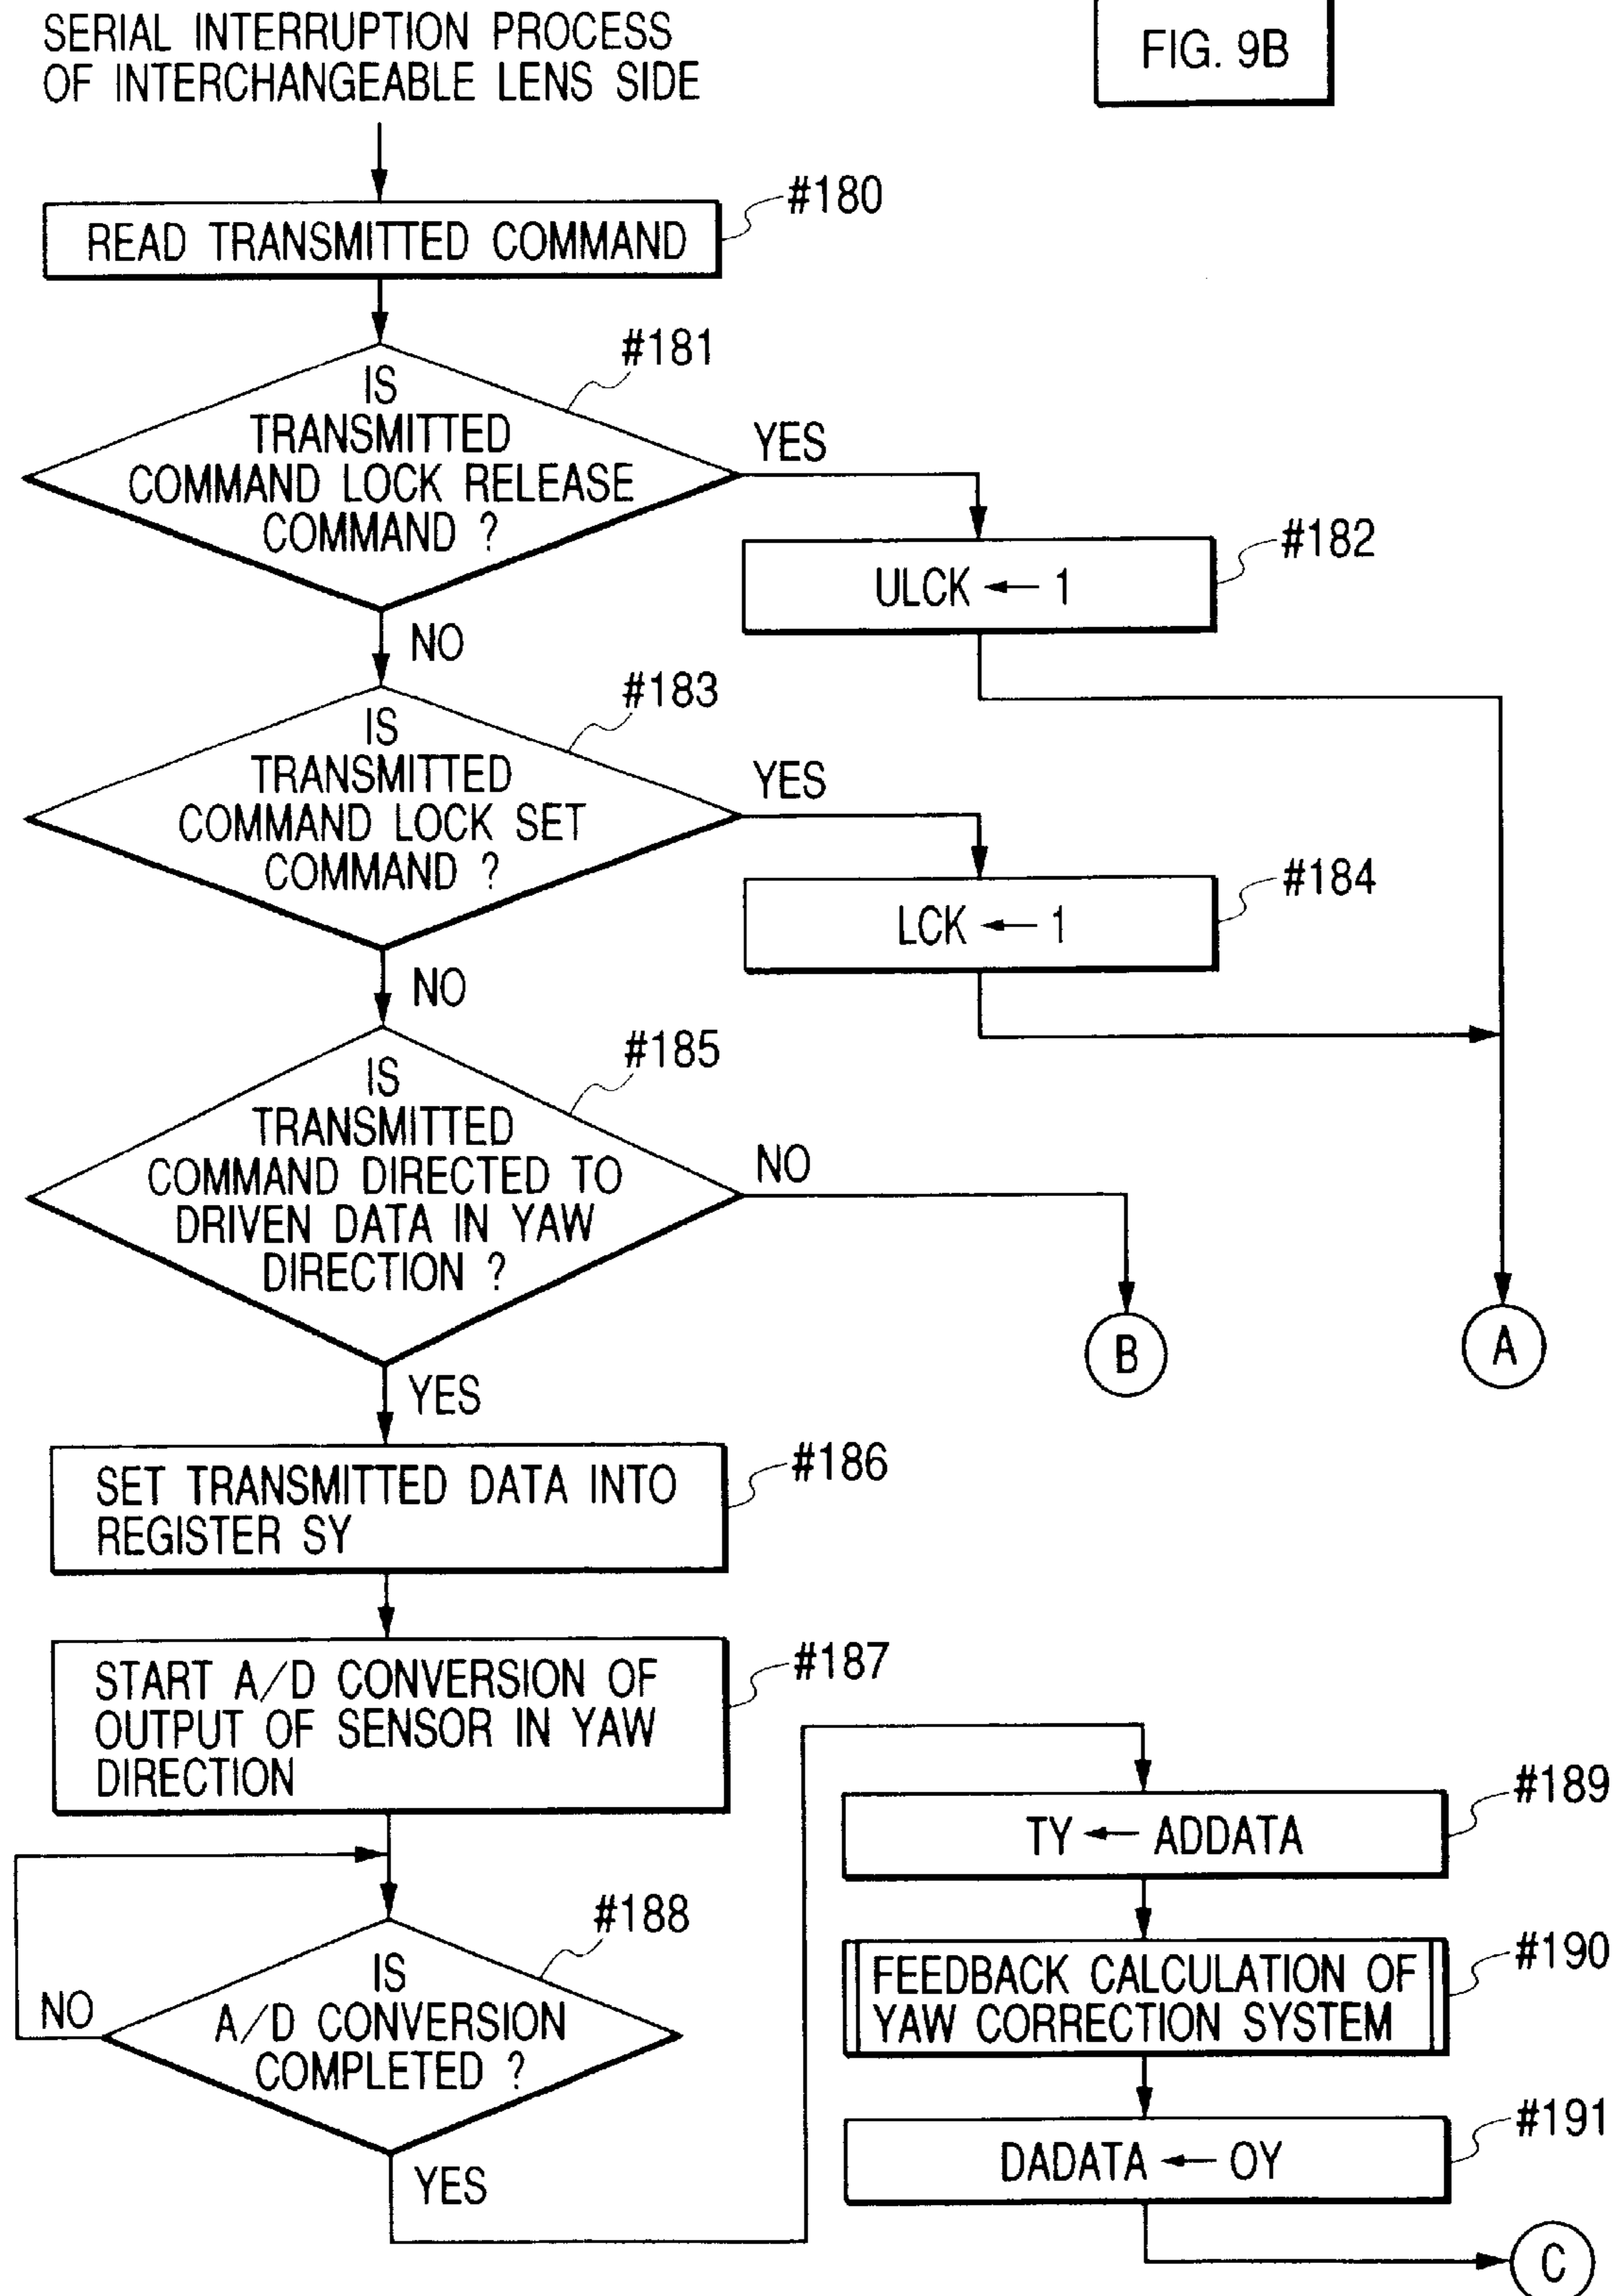 SERIAL INTERRUPTION PROCESS
OF INTERCHANGEABLE LENS SIDE
FIG. 9B
#180
READ TRANSMITTED COMMAND
#181
IS
TRANSMITTED
COMMAND LOCK RELEASE
COMMAND ?
YES
#182
ULCK ← 1
NO
#183
IS
TRANSMITTED
COMMAND LOCK SET
COMMAND ?
YES
#184
LCK ← 1
NO
#185
IS
TRANSMITTED
COMMAND DIRECTED TO
DRIVEN DATA IN YAW
DIRECTION ?
NO
B
A
YES
#186
SET TRANSMITTED DATA INTO
REGISTER SY
#187
START A/D CONVERSION OF
OUTPUT OF SENSOR IN YAW
DIRECTION
#188
IS
A/D CONVERSION
COMPLETED ?
NO
YES
#189
TY ← ADDATA
#190
FEEDBACK CALCULATION OF
YAW CORRECTION SYSTEM
#191
DADATA ← OY
C